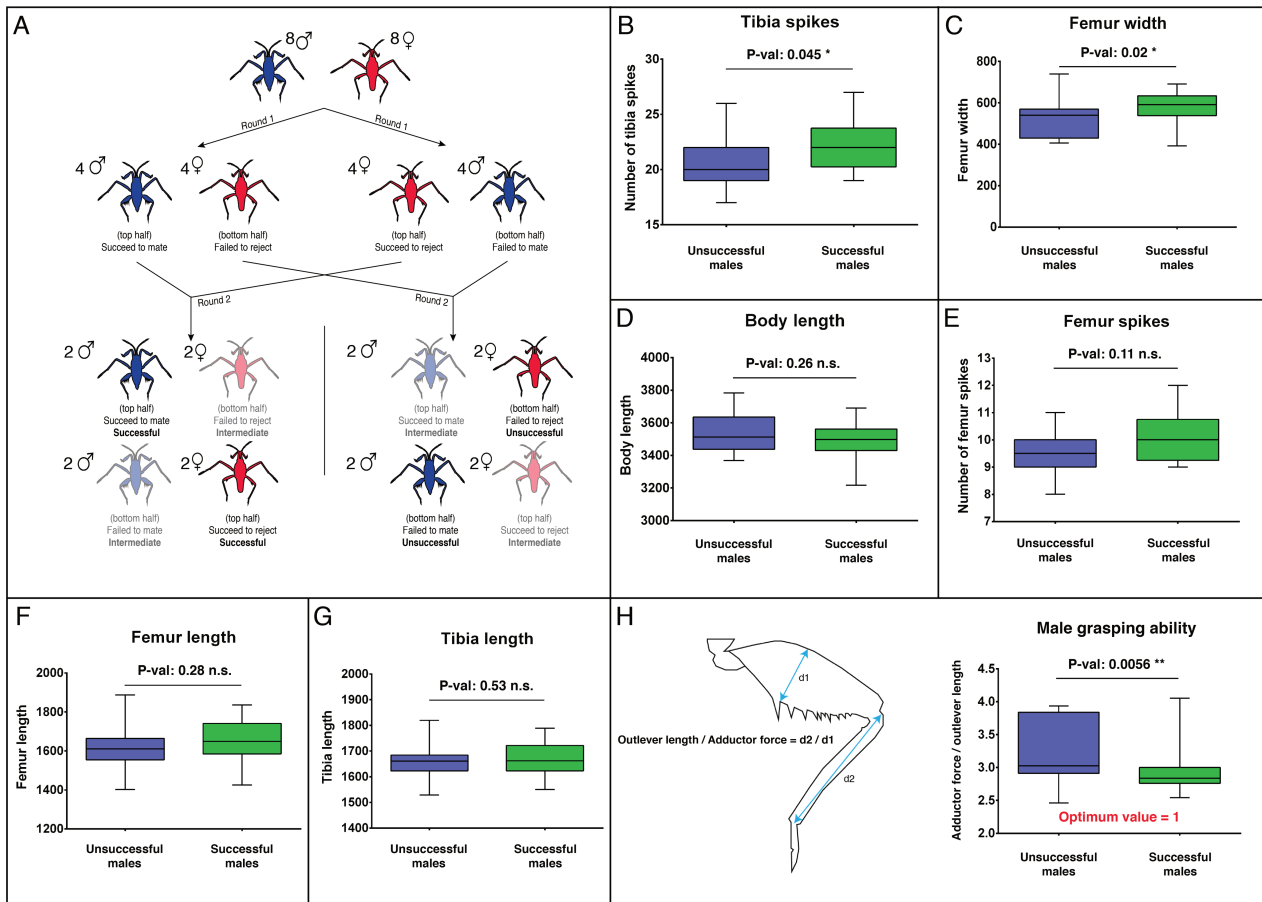 A
8♂ 8♀
Round 1 Round 1
4♂ 4♀ 4♀ 4♂
(top half) (bottom half) (top half) (bottom half)
Succeed to mate Failed to reject Succeed to reject Failed to mate
Round 2 Round 2
2♂ 2♀ 2♂ 2♀
(top half) (bottom half) (top half) (bottom half)
Succeed to mate Failed to reject Succeed to mate Failed to reject
Successful Intermediate Intermediate Unsuccessful
2♂ 2♀ 2♂ 2♀
(bottom half) (top half) (bottom half) (top half)
Failed to mate Succeed to reject Failed to mate Succeed to reject
Intermediate Successful Unsuccessful Intermediate
B
Tibia spikes
P-val: 0.045 *
Number of tibia spikes
30
25
20
15
Unsuccessful Successful
males males
C
Femur width
P-val: 0.02 *
Femur width
800
600
400
200
0
Unsuccessful Successful
males males
D
Body length
P-val: 0.26 n.s.
Body length
4000
3800
3600
3400
3200
3000
Unsuccessful Successful
males males
E
Femur spikes
P-val: 0.11 n.s.
Number of femur spikes
13
12
11
10
9
8
7
Unsuccessful Successful
males males
F
Femur length
P-val: 0.28 n.s.
Femur length
2000
1800
1600
1400
1200
Unsuccessful Successful
males males
G
Tibia length
P-val: 0.53 n.s.
Tibia length
2000
1900
1800
1700
1600
1500
1400
Unsuccessful Successful
males males
H
d1
Outlever length / Adductor force = d2 / d1
d2
Male grasping ability
P-val: 0.0056 **
Adductor force / outlever length
4.5
4.0
3.5
3.0
2.5
2.0
Optimum value = 1
Unsuccessful Successful
males males